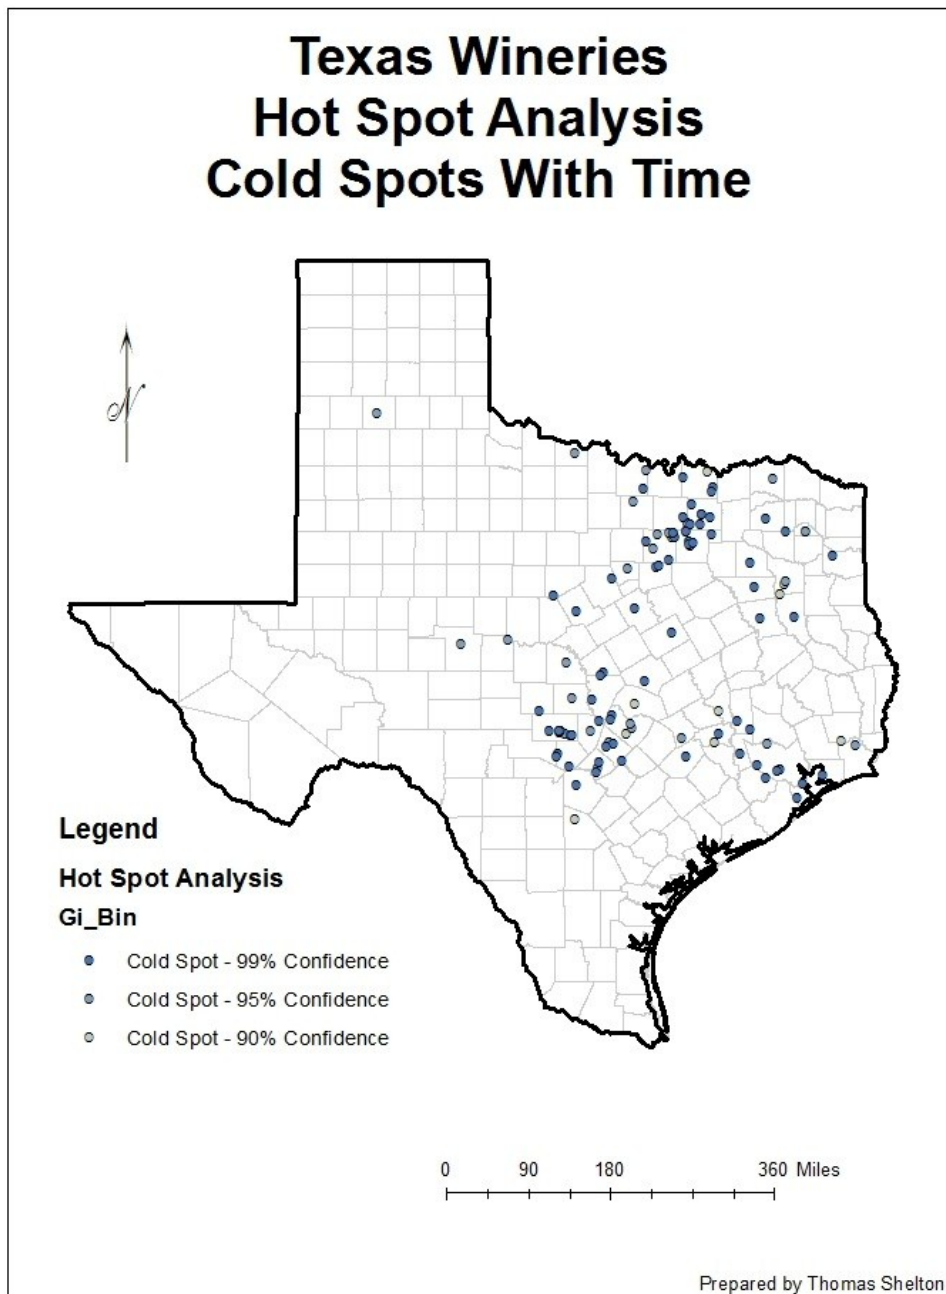 Texas Wineries
Hot Spot Analysis
Cold Spots With Time
N
Legend
Hot Spot Analysis
Gi_Bin
Cold Spot - 99% Confidence
Cold Spot - 95% Confidence
Cold Spot - 90% Confidence
0 90 180 360 Miles
Prepared by Thomas Shelton